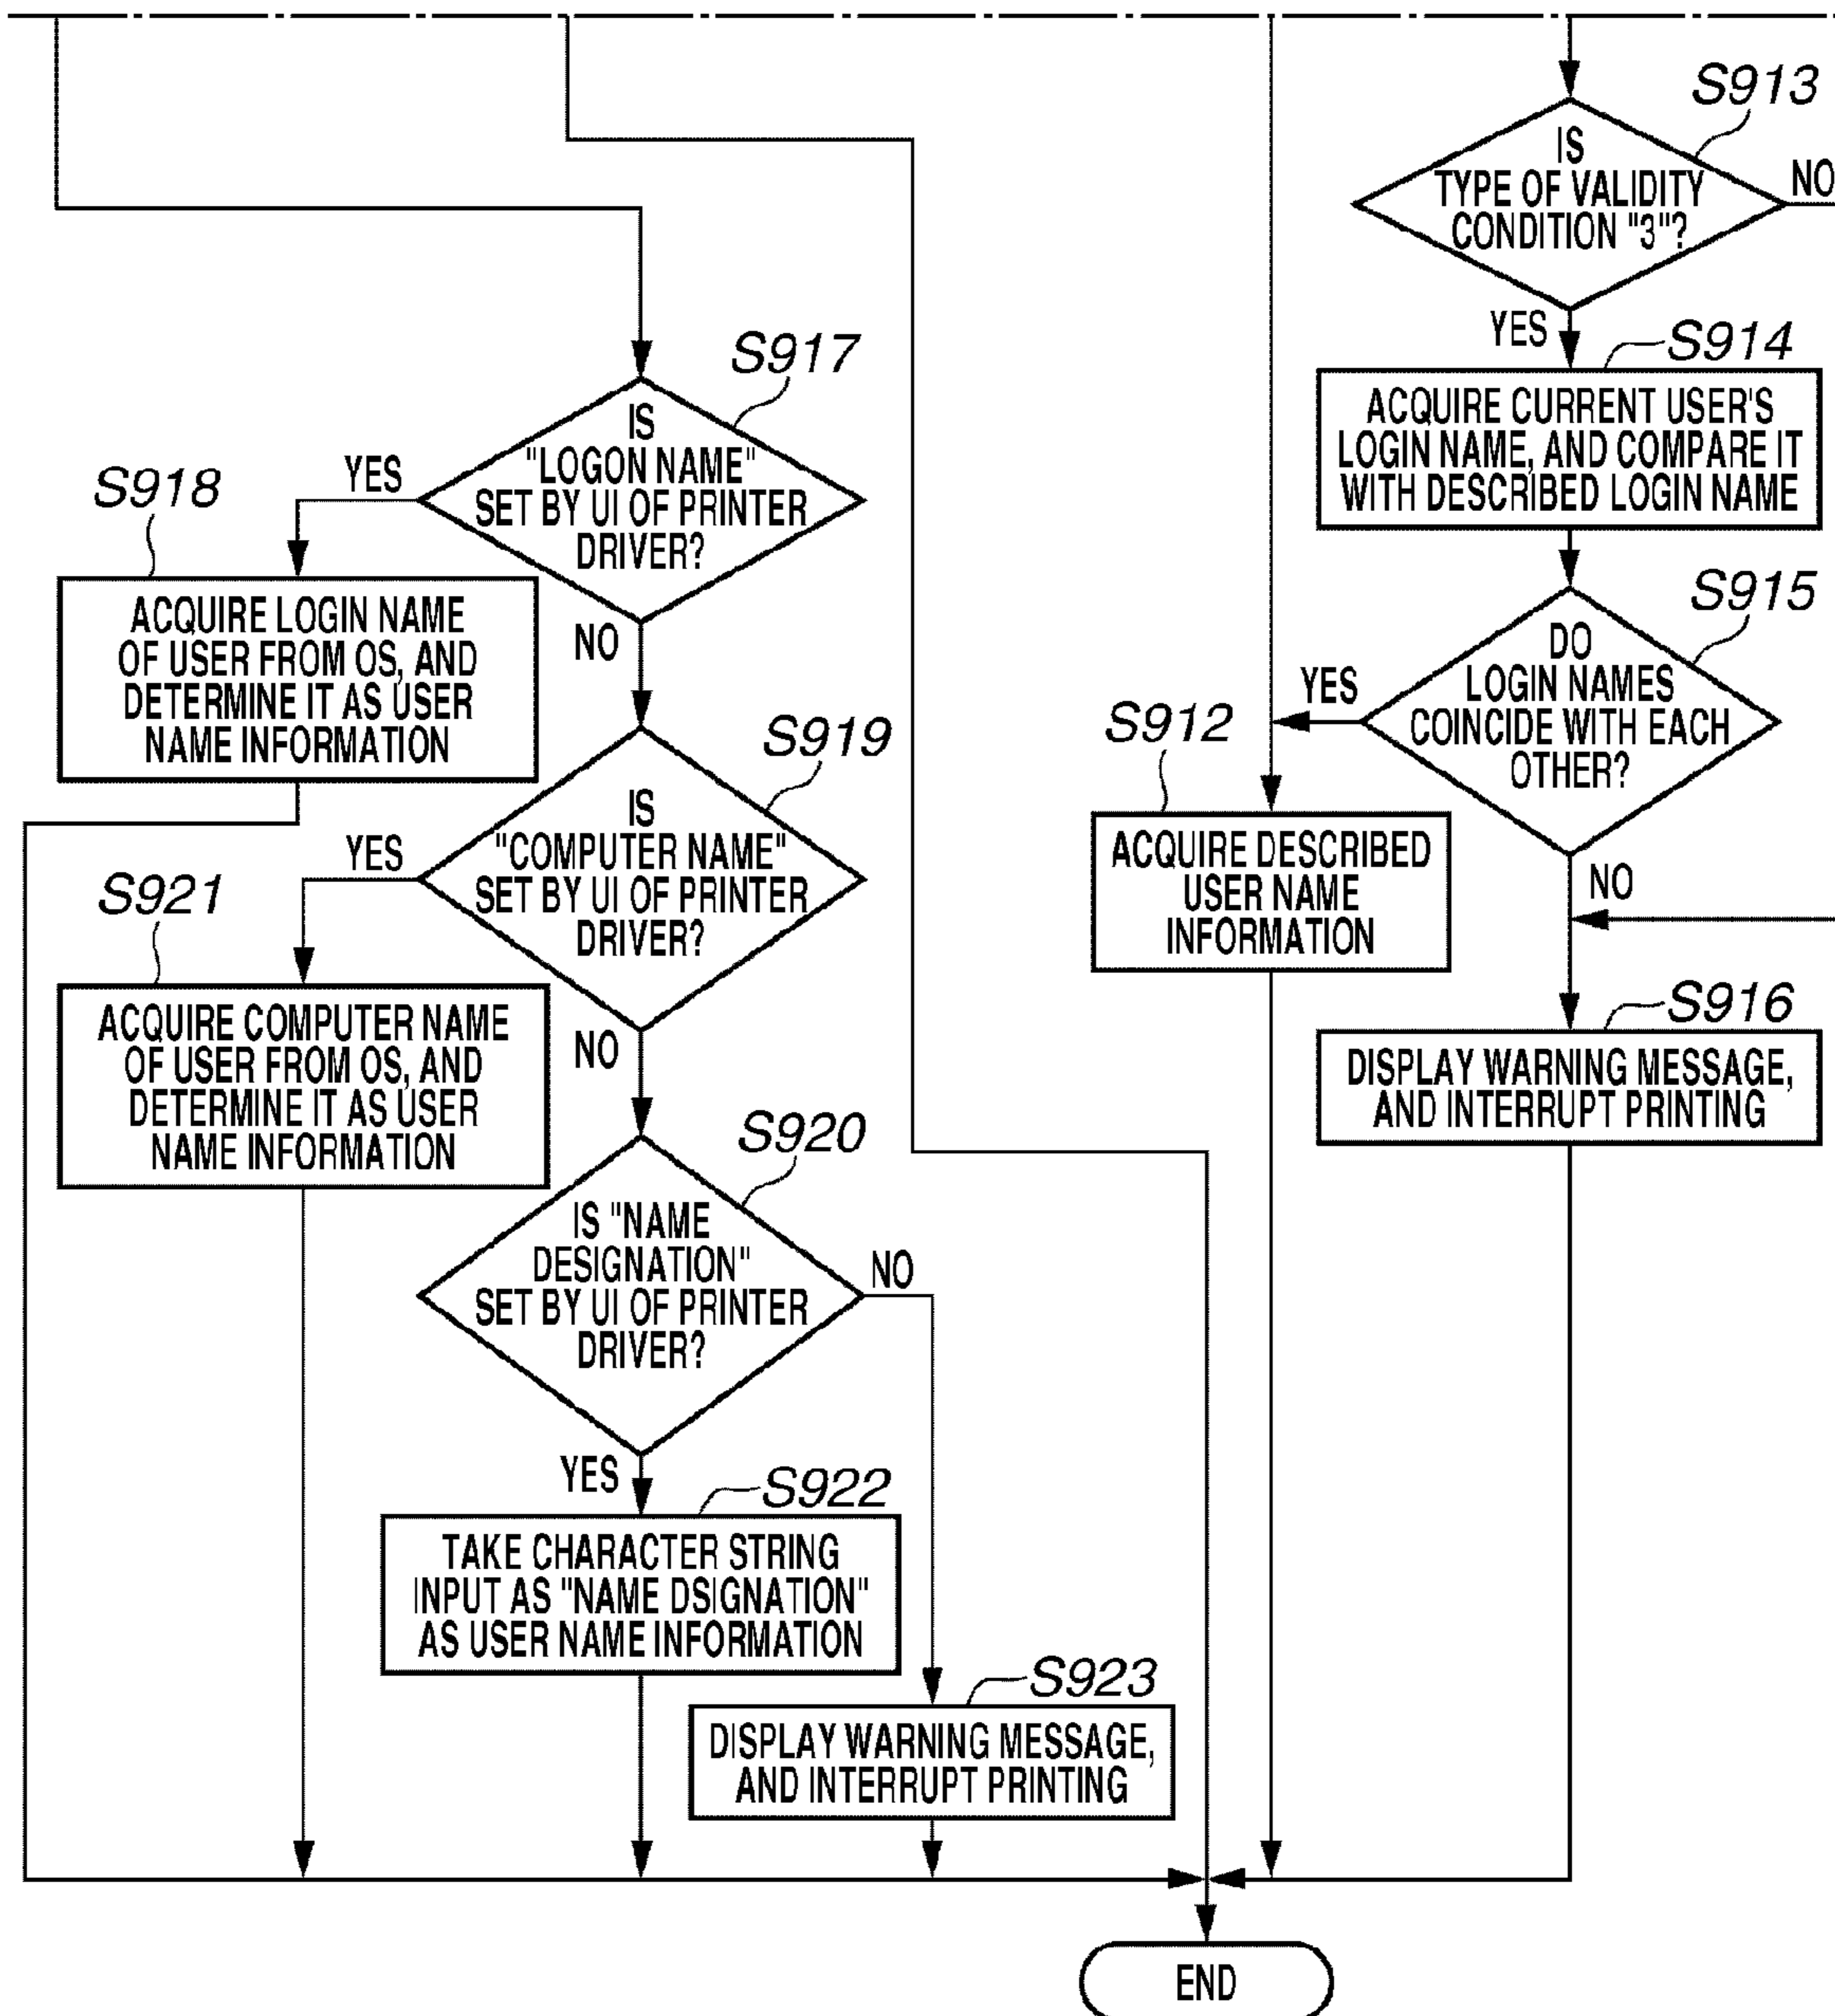 S913
IS
TYPE OF VALIDITY
CONDITION "3"?
NO
YES
S914
ACQUIRE CURRENT USER'S
LOGIN NAME, AND COMPARE IT
WITH DESCRIBED LOGIN NAME
S915
DO
LOGIN NAMES
COINCIDE WITH EACH
OTHER?
YES
NO
S912
ACQUIRE DESCRIBED
USER NAME
INFORMATION
S916
DISPLAY WARNING MESSAGE,
AND INTERRUPT PRINTING
S917
IS
"LOGON NAME"
SET BY UI OF PRINTER
DRIVER?
YES
NO
S918
ACQUIRE LOGIN NAME
OF USER FROM OS, AND
DETERMINE IT AS USER
NAME INFORMATION
S919
IS
"COMPUTER NAME"
SET BY UI OF PRINTER
DRIVER?
YES
NO
S921
ACQUIRE COMPUTER NAME
OF USER FROM OS, AND
DETERMINE IT AS USER
NAME INFORMATION
S920
IS "NAME
DESIGNATION"
SET BY UI OF PRINTER
DRIVER?
NO
YES
S922
TAKE CHARACTER STRING
INPUT AS "NAME DSIGNATION"
AS USER NAME INFORMATION
S923
DISPLAY WARNING MESSAGE,
AND INTERRUPT PRINTING
END